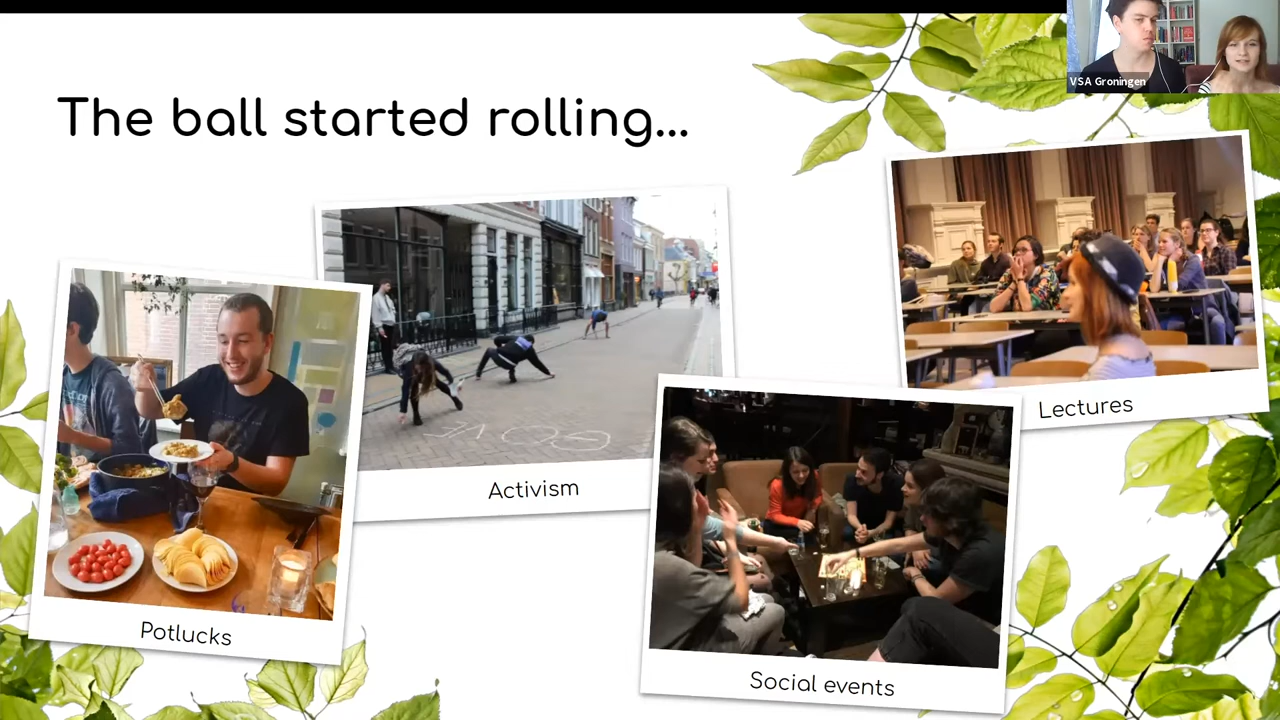 VSA Groningen
The ball started rolling...
Lectures
Activism
Potlucks
Social events